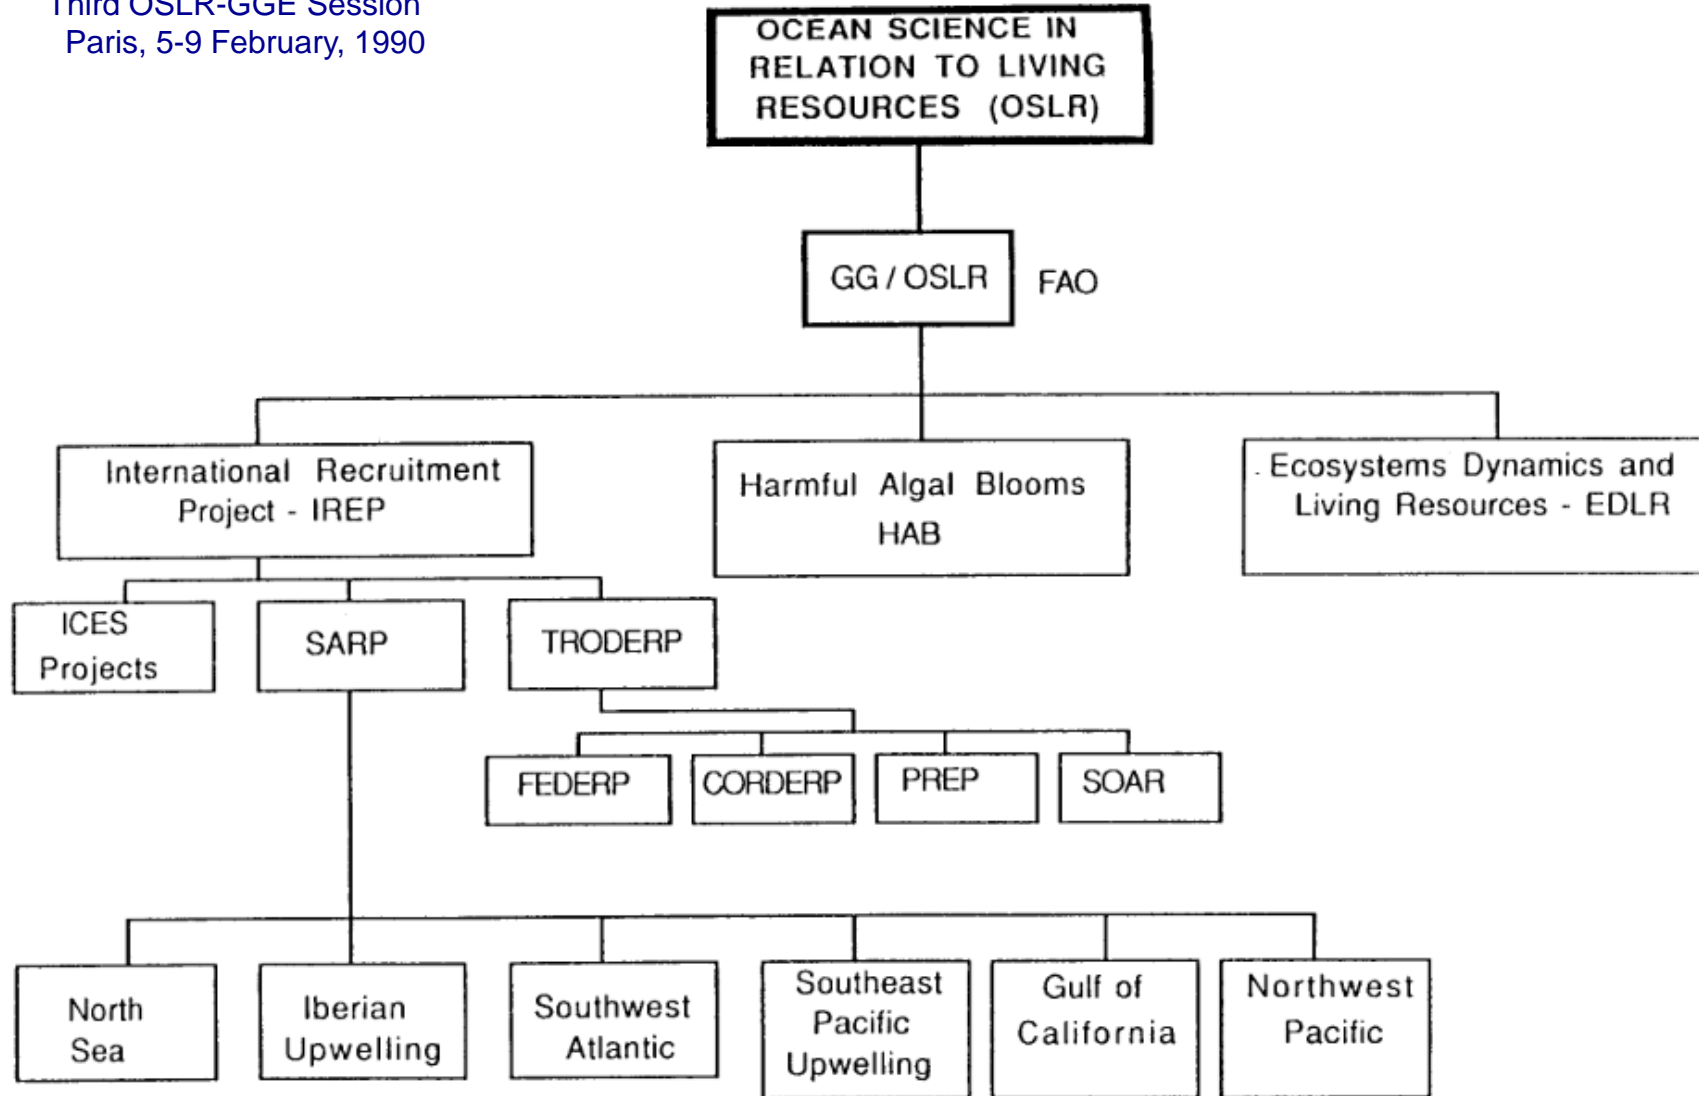 Third OSLR-GGE Session
Paris, 5-9 February, 1990
OCEAN SCIENCE IN
RELATION TO LIVING
RESOURCES (OSLR)
GG / OSLR
FAO
International Recruitment
Project - IREP
Harmful Algal Blooms
HAB
Ecosystems Dynamics and
Living Resources - EDLR
ICES
Projects
SARP
TRODERP
FEDERP
CORDERP
PREP
SOAR
North
Sea
Iberian
Upwelling
Southwest
Atlantic
Southeast
Pacific
Upwelling
Gulf of
California
Northwest
Pacific